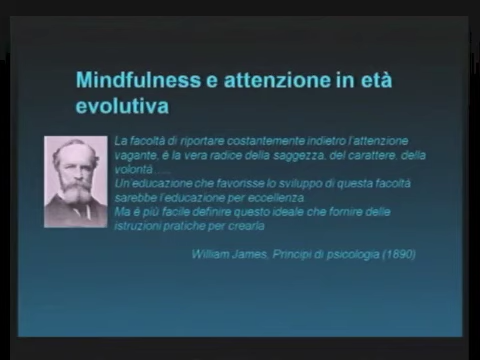 Mindfulness e attenzione in età
evolutiva
La facoltà di riportare costantemente indietro l'attenzione
vagante, è la vera radice della saggezza, del carattere, della
volontà.....
Un'educazione che favorisse lo sviluppo di questa facoltà
sarebbe l'educazione per eccellenza
Ma è più facile definire questo ideale che fornire delle
istruzioni pratiche per crearla
William James, Principi di psicologia (1890)